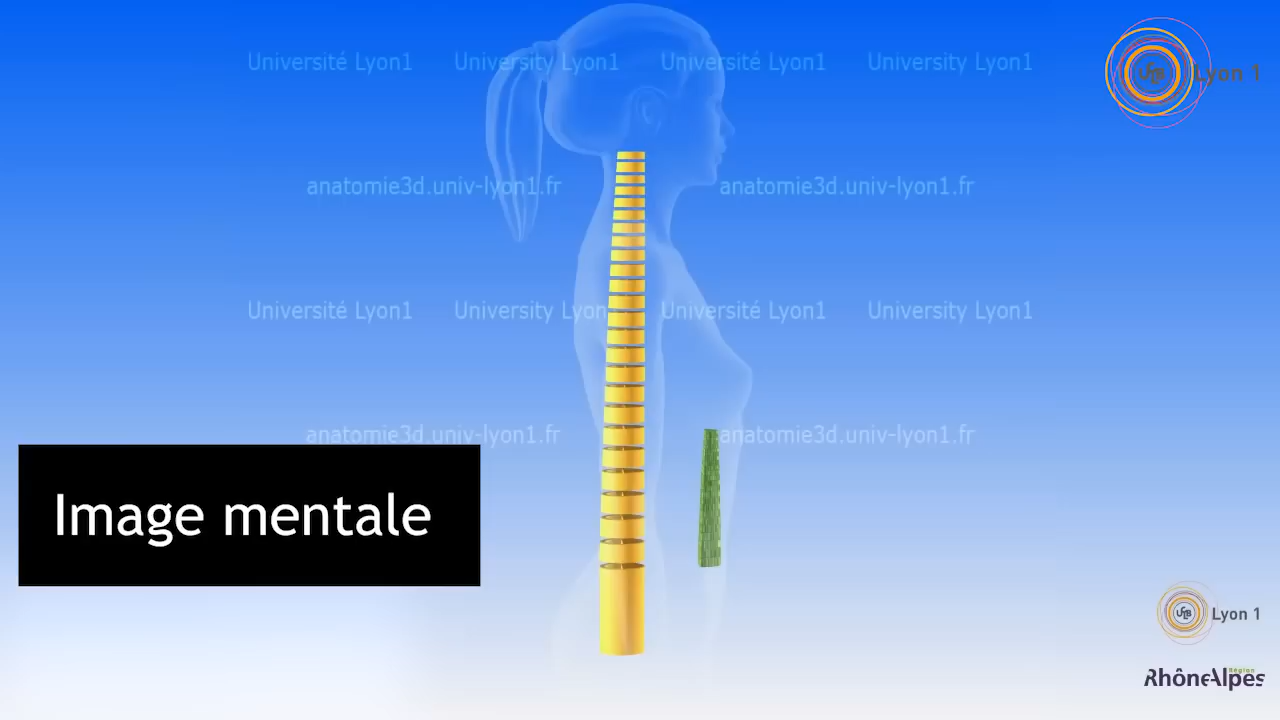 Université Lyon1 University Lyon1 Université Lyon1 University Lyon1
Lyon 1
anatomie3d.univ-lyon1.fr anatomie3d.univ-lyon1.fr
Université Lyon1 University Lyon1 Université Lyon1 University Lyon1
anatomie3d.univ-lyon1.fr anatomie3d.univ-lyon1.fr
Image mentale
Lyon 1
Région
RhôneAlpes